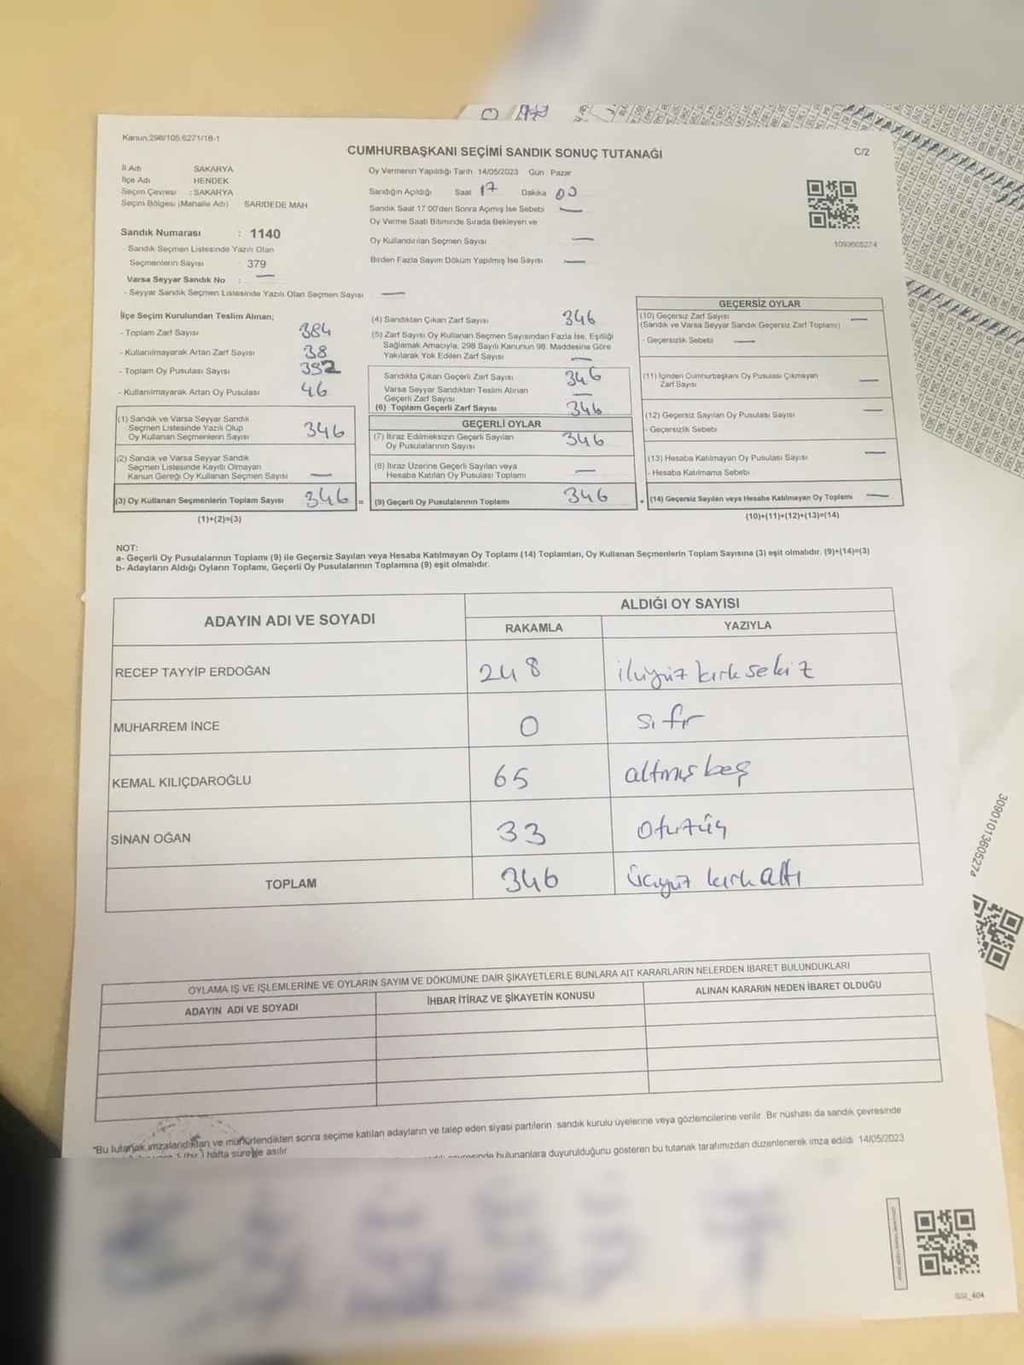 Kanun:298/105.6271/18-1
CUMHURBAŞKANI SEÇİMİ SANDIK SONUÇ TUTANAĞI
C/2
İl Adı SAKARYA
İlçe Adı HENDEK
Seçim Çevresi : SAKARYA
Seçim Bölgesi (Mahalle Adı) SARIDEDE MAH
Oy Vermenin Yapıldığı Tarih 14/05/2023 Gün Pazar
Sandığın Açıldığı Saat 17 Dakika 00
Sandık Saat 17:00'den Sonra Açımış İse Sebebi —
Oy Verme Saati Bitiminde Sırada Bekleyen ve
Oy Kullandırılan Seçmen Sayısı —
Birden Fazla Sayım Döküm Yapılmış İse Sayısı —
1093605274
Sandık Numarası : 1140
- Sandık Seçmen Listesinde Yazılı Olan
Seçmenlerin Sayısı : 379
Varsa Seyyar Sandık No : —
- Seyyar Sandık Seçmen Listesinde Yazılı Olan Seçmen Sayısı —
İlçe Seçim Kurulundan Teslim Alınan;
- Toplam Zarf Sayısı 384
- Kullanılmayarak Artan Zarf Sayısı 38
- Toplam Oy Pusulası Sayısı 392
- Kullanılmayarak Artan Oy Pusulası 46
(1) Sandık ve Varsa Seyyar Sandık
Seçmen Listesinde Yazılı Olup
Oy Kullanan Seçmenlerin Sayısı 346
(2) Sandık ve Varsa Seyyar Sandık
Seçmen Listesinde Kayıtlı Olmayan
Kanun Gereği Oy Kullanan Seçmen Sayısı —
(3) Oy Kullanan Seçmenlerin Toplam Sayısı 346 =
(1)+(2)=(3)
(4) Sandıktan Çıkan Zarf Sayısı 346
(5) Zarf Sayısı Oy Kullanan Seçmen Sayısından Fazla İse, Eşitliği
Sağlamak Amacıyla, 298 Sayılı Kanunun 98. Maddesine Göre
Yakılarak Yok Edilen Zarf Sayısı —
Sandıkta Çıkan Geçerli Zarf Sayısı 346
Varsa Seyyar Sandıktan Teslim Alınan
Geçerli Zarf Sayısı —
(6) Toplam Geçerli Zarf Sayısı 346
GEÇERLİ OYLAR
(7) İtiraz Edilmeksizin Geçerli Sayılan
Oy Pusulalarının Sayısı 346
(8) İtiraz Üzerine Geçerli Sayılan veya
Hesaba Katılan Oy Pusulası Toplamı —
(9) Geçerli Oy Pusulalarının Toplamı 346 +
GEÇERSİZ OYLAR
(10) Geçersiz Zarf Sayısı
(Sandık ve Varsa Seyyar Sandık Geçersiz Zarf Toplamı) —
- Geçersizlik Sebebi —
(11) İçinden Cumhurbaşkanı Oy Pusulası Çıkmayan
Zarf Sayısı —
(12) Geçersiz Sayılan Oy Pusulası Sayısı —
- Geçersizlik Sebebi
(13) Hesaba Katılmayan Oy Pusulası Sayısı —
- Hesaba Katılmama Sebebi
(14) Geçersiz Sayılan veya Hesaba Katılmayan Oy Toplamı —
(10)+(11)+(12)+(13)=(14)
NOT:
a- Geçerli Oy Pusulalarının Toplamı (9) ile Geçersiz Sayılan veya Hesaba Katılmayan Oy Toplamı (14) Toplamları, Oy Kullanan Seçmenlerin Toplam Sayısına (3) eşit olmalıdır. (9)+(14)=(3)
b- Adayların Aldığı Oyların Toplamı, Geçerli Oy Pusulalarının Toplamına (9) eşit olmalıdır.
ADAYIN ADI VE SOYADI
ALDIĞI OY SAYISI
RAKAMLA YAZIYLA
RECEP TAYYİP ERDOĞAN 248 ikiyüz kırk sekiz
MUHARREM İNCE 0 sıfır
KEMAL KILIÇDAROĞLU 65 altmış beş
SİNAN OĞAN 33 otuzüç
TOPLAM 346 üçyüz kırk altı
OYLAMA İŞ VE İŞLEMLERİNE VE OYLARIN SAYIM VE DÖKÜMÜNE DAİR ŞİKAYETLERLE BUNLARA AİT KARARLARIN NELERDEN İBARET BULUNDUKLARI
ADAYIN ADI VE SOYADI İHBAR İTİRAZ VE ŞİKAYETİN KONUSU ALINAN KARARIN NEDEN İBARET OLDUĞU
*Bu tutanak imzalandıktan ve mühürlendikten sonra seçime katılan adayların ve talep eden siyasi partilerin sandık kurulu üyelerine veya gözlemcilerine verilir. Bir nüshası da sandık çevresinde
hafta süreyle asılır
bulunanlara duyurulduğunu gösteren bu tutanak tarafımızdan düzenlenerek imza edildi. 14/05/2023
3090101360527